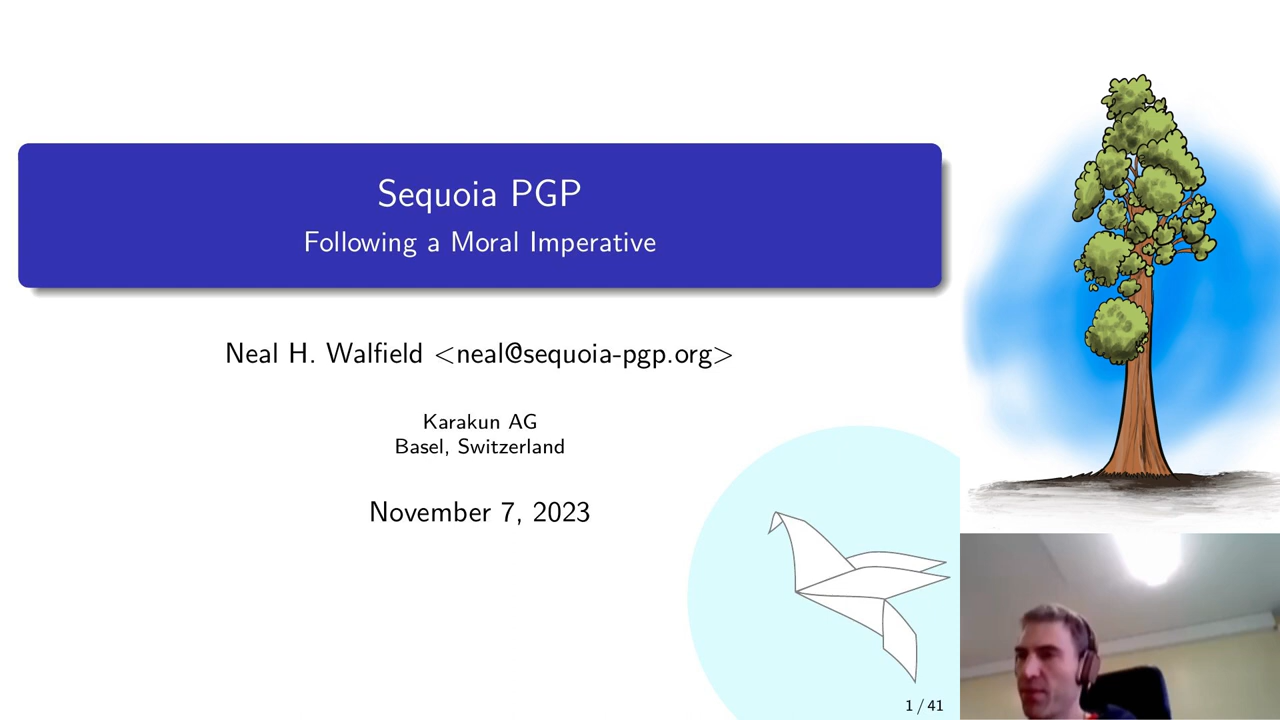 Sequoia PGP
Following a Moral Imperative
Neal H. Walfield <neal@sequoia-pgp.org>
Karakun AG
Basel, Switzerland
November 7, 2023
1 / 41